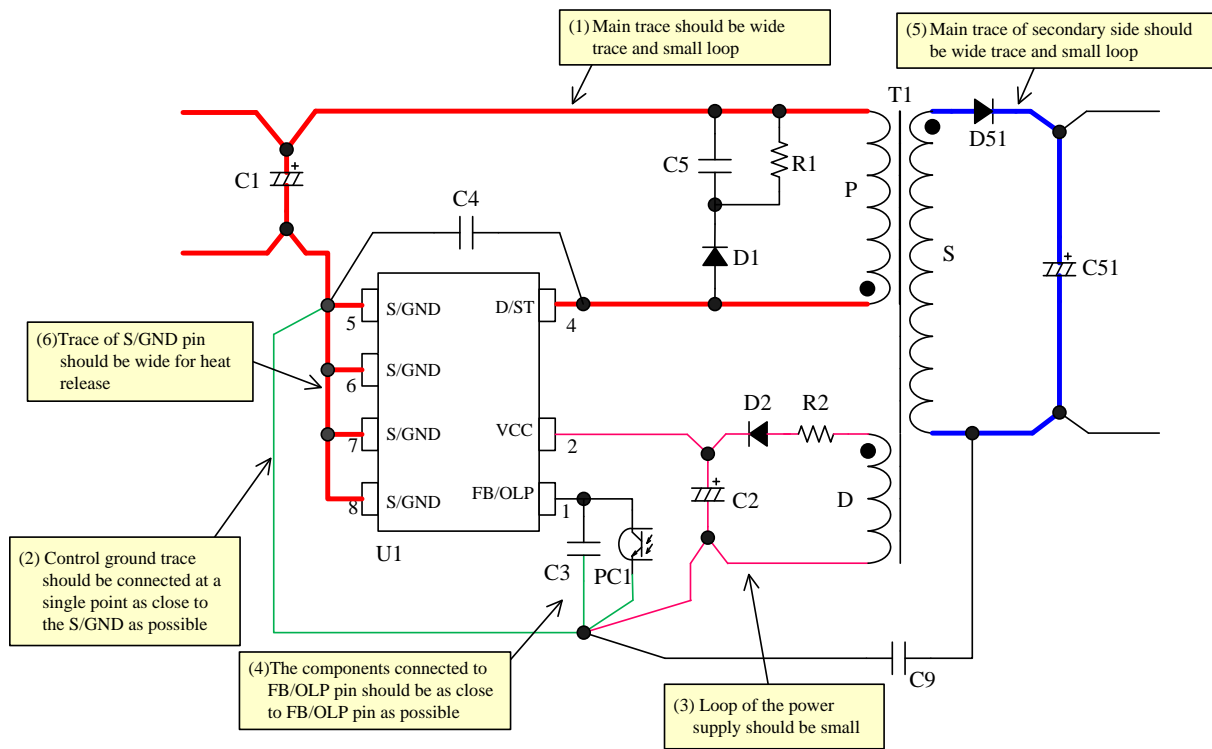 (1) Main trace should be wide
trace and small loop
(5) Main trace of secondary side should
be wide trace and small loop
T1
D51
C1
+
C5
R1
P
C4
S
D1
C51
+
S/GND
D/ST
5
4
(6)Trace of S/GND pin
should be wide for heat
release
S/GND
6
D2
R2
S/GND
VCC
7
2
+
C2
D
S/GND
FB/OLP
8
1
U1
C3
PC1
(2) Control ground trace
should be connected at a
single point as close to
the S/GND as possible
(4)The components connected to
FB/OLP pin should be as close
to FB/OLP pin as possible
C9
(3) Loop of the power
supply should be small